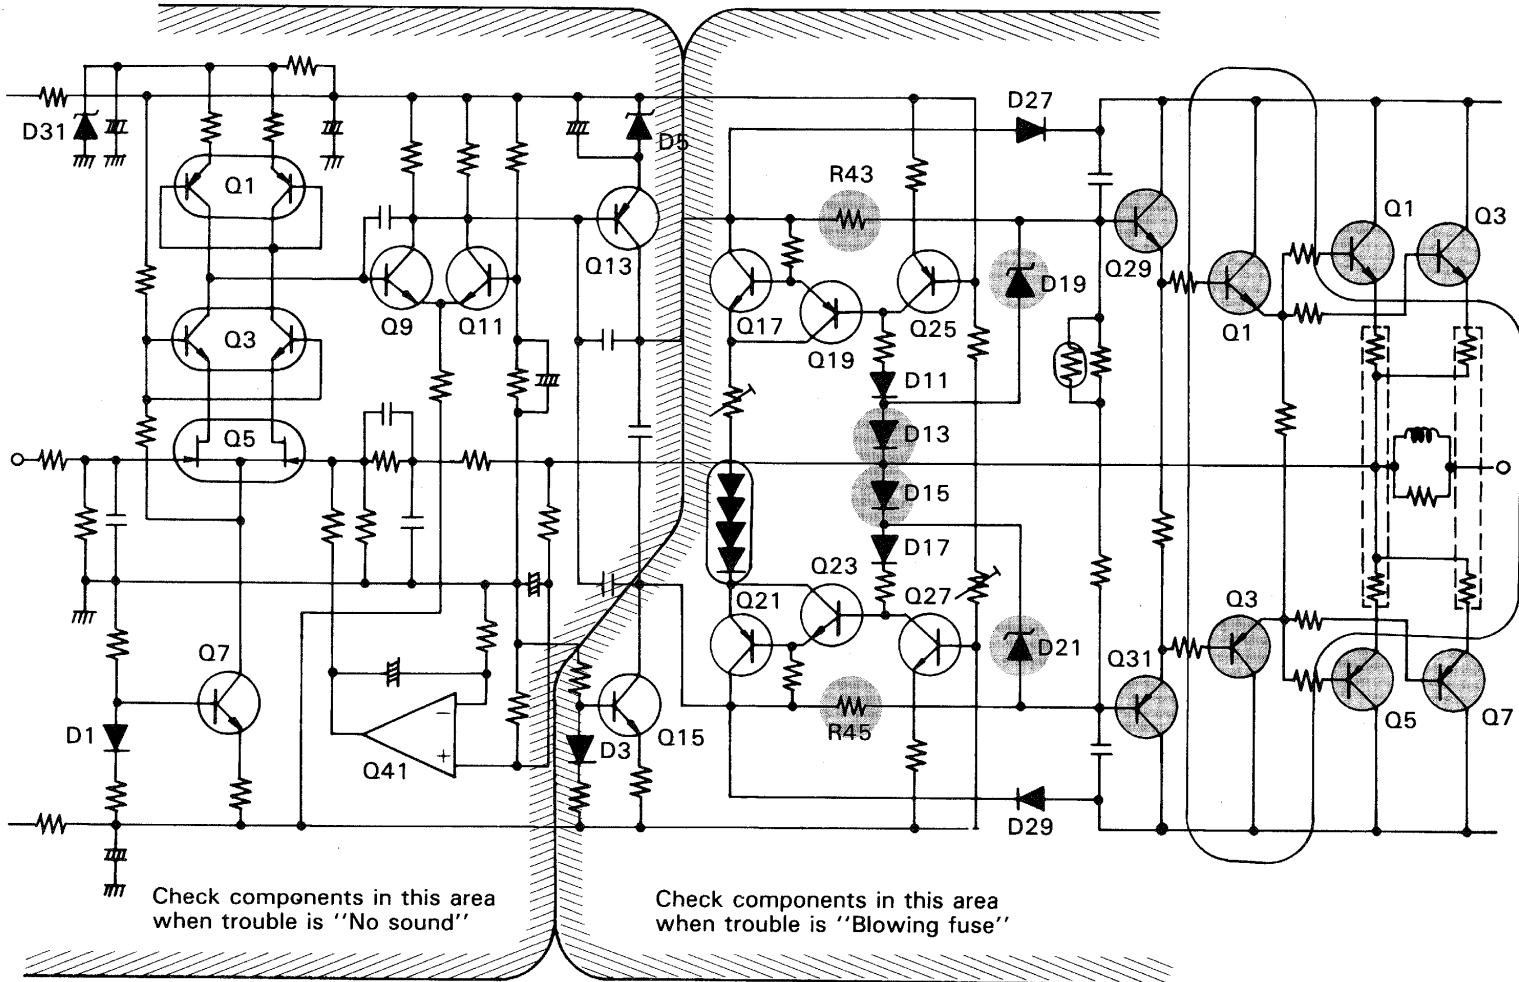 D27
D31
D5
R43
Q1
Q1
Q3
Q13
Q29
D19
Q9
Q11
Q17
Q25
Q3
Q19
Q1
D11
Q5
D13
D15
D17
Q23
Q21
Q27
Q3
Q7
D21
Q31
−
D1
Q15
R45
Q5
Q7
D3
+
Q41
D29
Check components in this area
when trouble is "No sound"
Check components in this area
when trouble is "Blowing fuse"